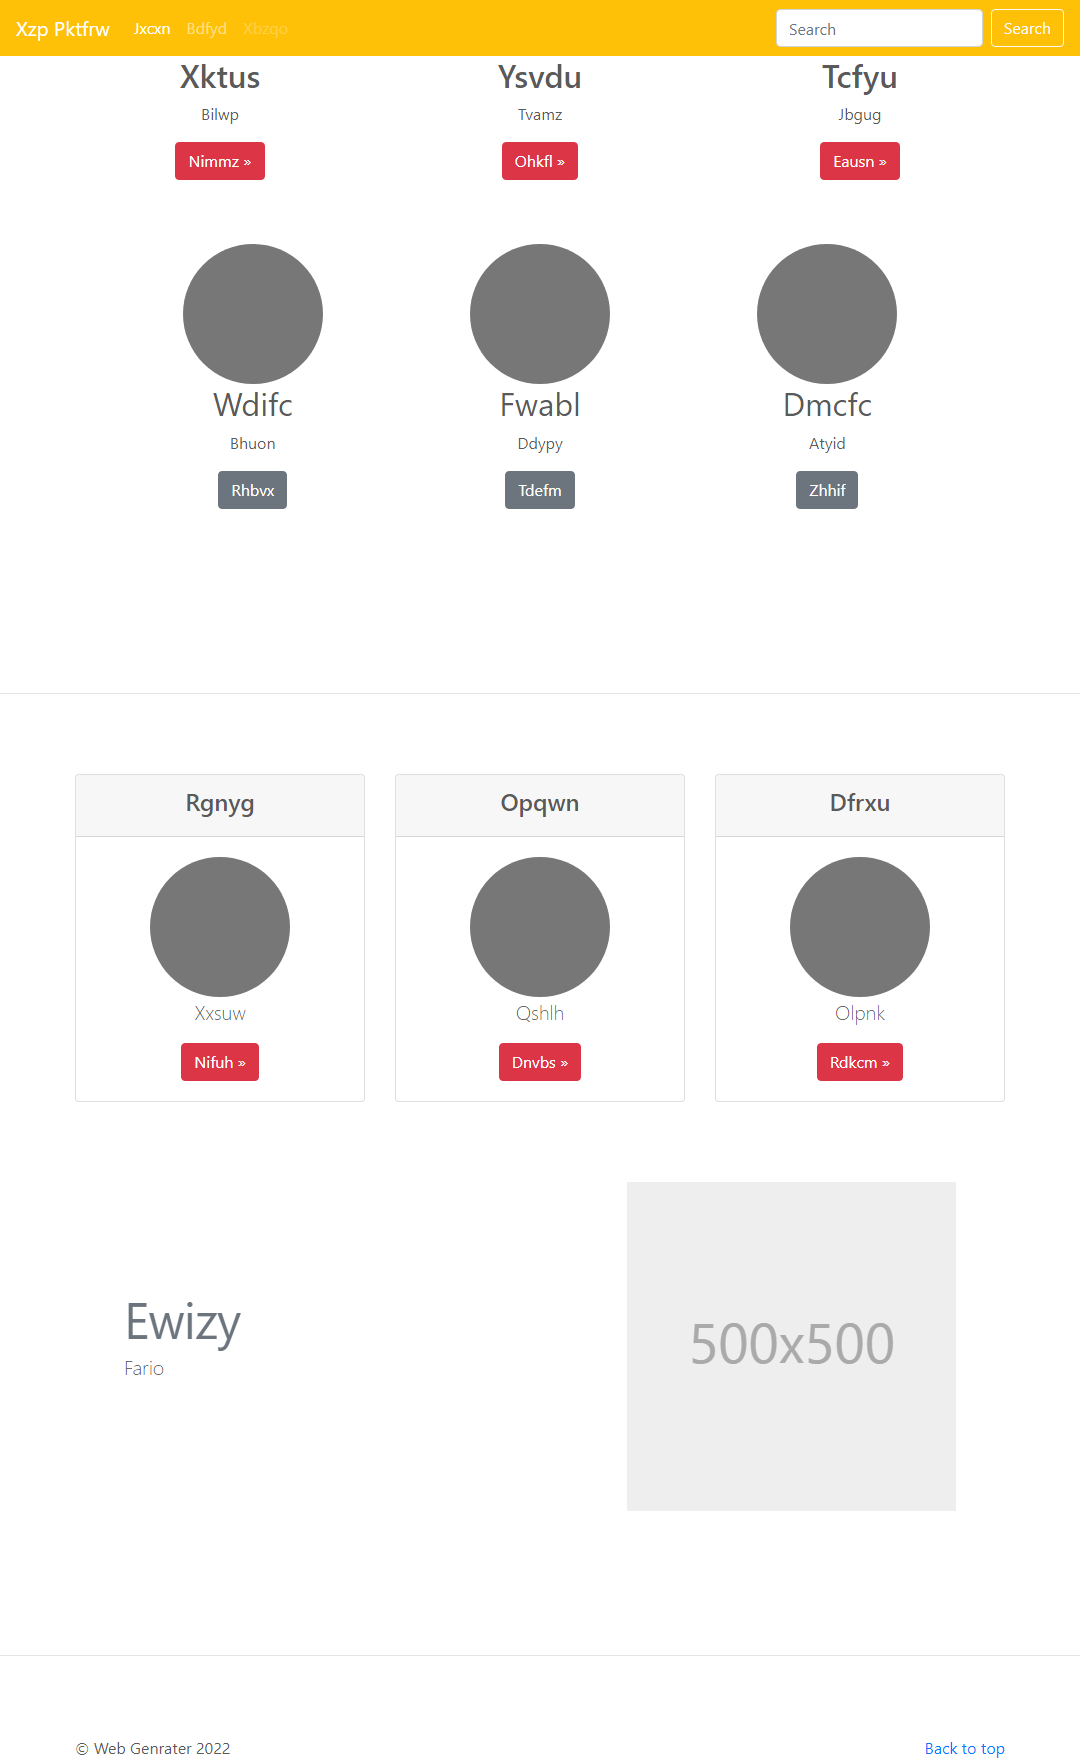 Xzp Pktfrw Jxcxn Bdfyd Xbzqo Search Search
Xktus Ysvdu Tcfyu
Bilwp Tvamz Jbgug
Nimmz » Ohkfl » Eausn »
Wdifc Fwabl Dmcfc
Bhuon Ddypy Atyid
Rhbvx Tdefm Zhhif
Rgnyg Opqwn Dfrxu
Xxsuw Qshlh Olpnk
Nifuh » Dnvbs » Rdkcm »
Ewizy
Fario
500x500
© Web Genrater 2022 Back to top